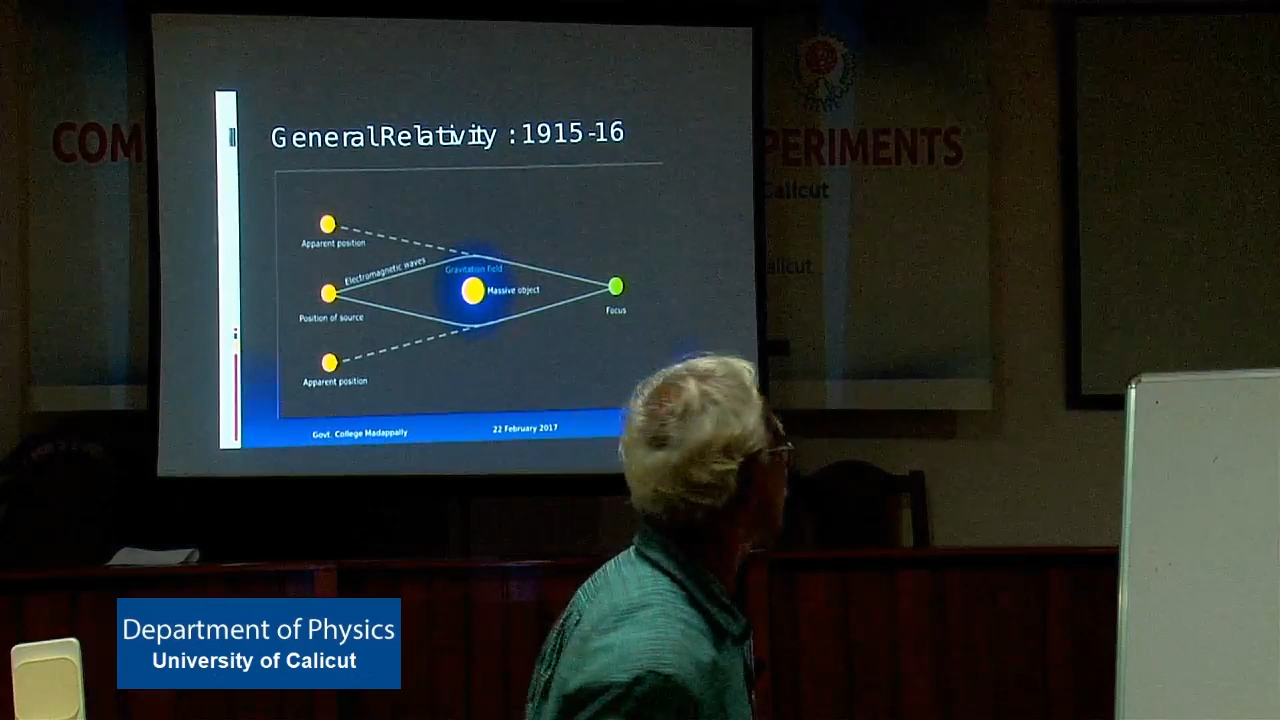 COM
PERIMENTS
Calicut
alicut
General Relativity : 1915-16
Apparent position
Electromagnetic waves
Gravitation field
Massive object
Position of source
Focus
Apparent position
Govt. College Madappally
22 February 2017
Department of Physics
University of Calicut